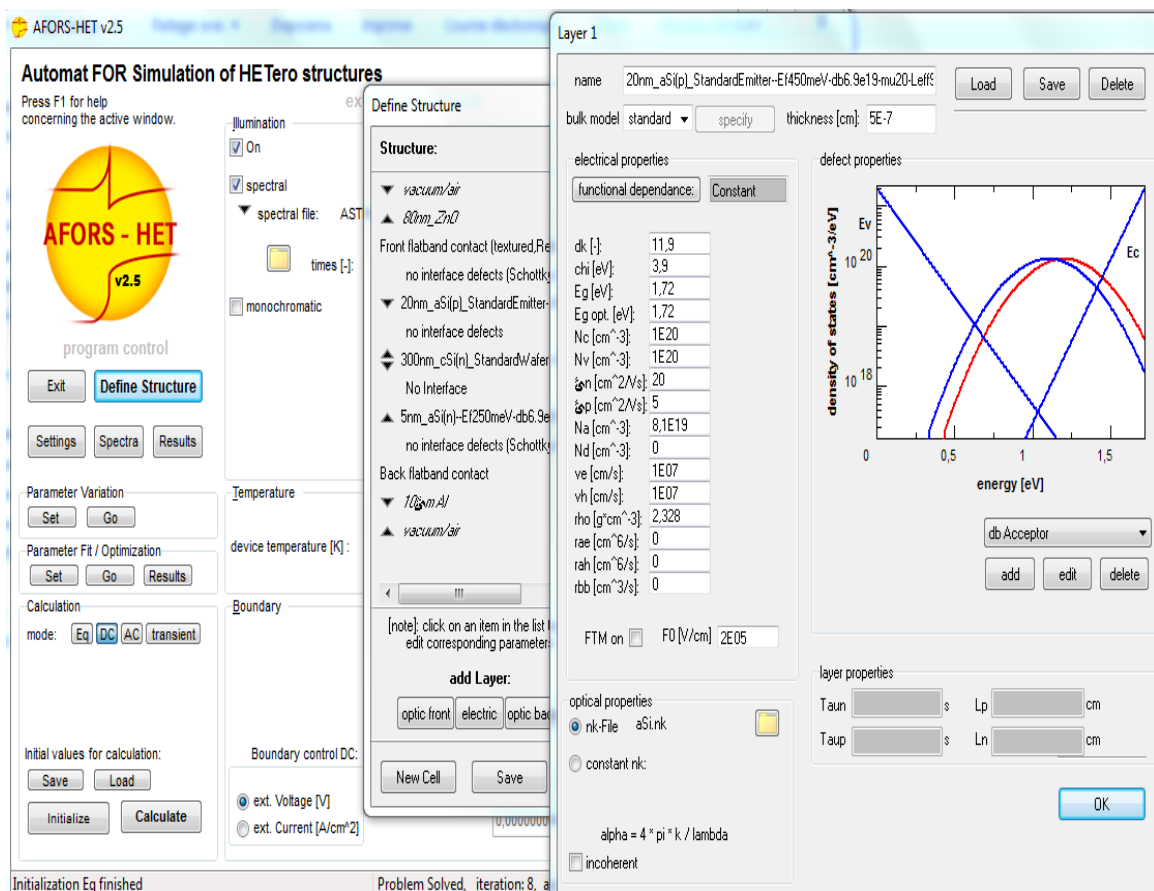 AFORS-HET v2.5
Automat FOR Simulation of HETero structures
Press F1 for help
concerning the active window.
AFORS - HET
v2.5
program control
Exit
Define Structure
Settings
Spectra
Results
Parameter Variation
Set
Go
Parameter Fit / Optimization
Set
Go
Results
Calculation
mode:
Eq
DC
AC
transient
Initial values for calculation:
Save
Load
Initialize
Calculate
Initialization Eq finished
ex
Illumination
On
spectral
spectral file: AST
times [-]:
monochromatic
Temperature
device temperature [K] :
Boundary
Boundary control DC:
ext. Voltage [V]
ext. Current [A/cm^2]
0,0000000
Problem Solved, iteration: 8, a
Define Structure
Structure:
vacuum/air
80nm_ZnO
Front flatband contact (textured,Re
no interface defects (Schottky
20nm_aSi(p)_StandardEmitter-
no interface defects
300nm_cSi(n)_StandardWafer
No Interface
5nm_aSi(n)--Ef250meV-db6.9e
no interface defects (Schottky
Back flatband contact
vacuum/air
[note]: click on an item in the list
edit corresponding parameter
add Layer:
optic front
electric
optic bac
New Cell
Save
Layer 1
name 20nm_aSi(p)_StandardEmitter--Ef450meV-db6.9e19-mu20-Leff
Load
Save
Delete
bulk model standard specify thickness [cm]: 5E-7
electrical properties
functional dependance: Constant
dk [-]: 11,9
chi [eV]: 3,9
Eg [eV]: 1,72
Eg opt. [eV]: 1,72
Nc [cm^-3]: 1E20
Nv [cm^-3]: 1E20
n [cm^2/Vs]: 20
p [cm^2/Vs]: 5
Na [cm^-3]: 8,1E19
Nd [cm^-3]: 0
ve [cm/s]: 1E07
vh [cm/s]: 1E07
rho [g*cm^-3]: 2,328
rae [cm^6/s]: 0
rah [cm^6/s]: 0
rbb [cm^3/s]: 0
FTM on F0 [V/cm] 2E05
optical properties
nk-File aSi.nk
constant nk:
alpha = 4 * pi * k / lambda
incoherent
defect properties
density of states [cm^-3/eV]
Ev
Ec
10 20
10 18
0 0,5 1 1,5
energy [eV]
db Acceptor
add
edit
delete
layer properties
Taun s Lp cm
Taup s Ln cm
OK